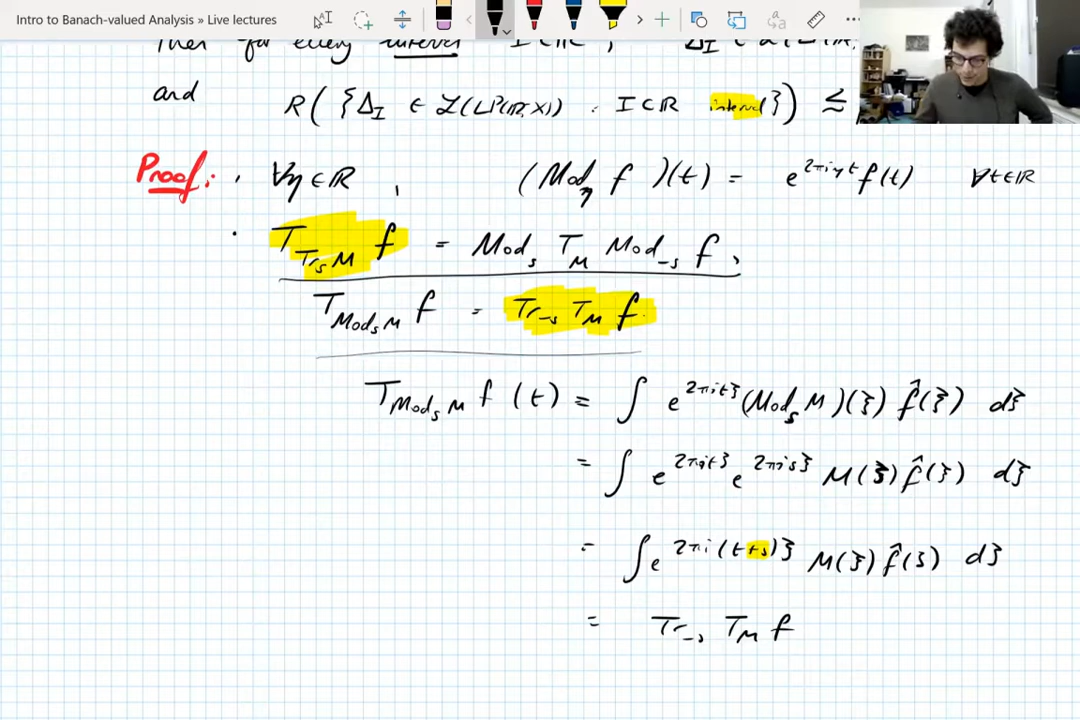 Intro to Banach-valued Analysis » Live lectures
Then for every interval I ⊂ ℝ,
and R({Δ_I ∈ 𝓛(L^p(ℝ,X)) : I ⊂ ℝ interval}) ≲
Proof: · ∀η ∈ ℝ, (Mod_η f)(t) = e^{2πiηt} f(t) ∀t∈ℝ
· T_{Tr_s M} f = Mod_s T_M Mod_{-s} f,
T_{Mod_s M} f = Tr_{-s} T_M f.
T_{Mod_s M} f (t) = ∫ e^{2πitξ} (Mod_s M)(ξ) f̂(ξ) dξ
= ∫ e^{2πitξ} e^{2πisξ} M(ξ) f̂(ξ) dξ
= ∫ e^{2πi(t+s)ξ} M(ξ) f̂(ξ) dξ
= Tr_{-s} T_M f